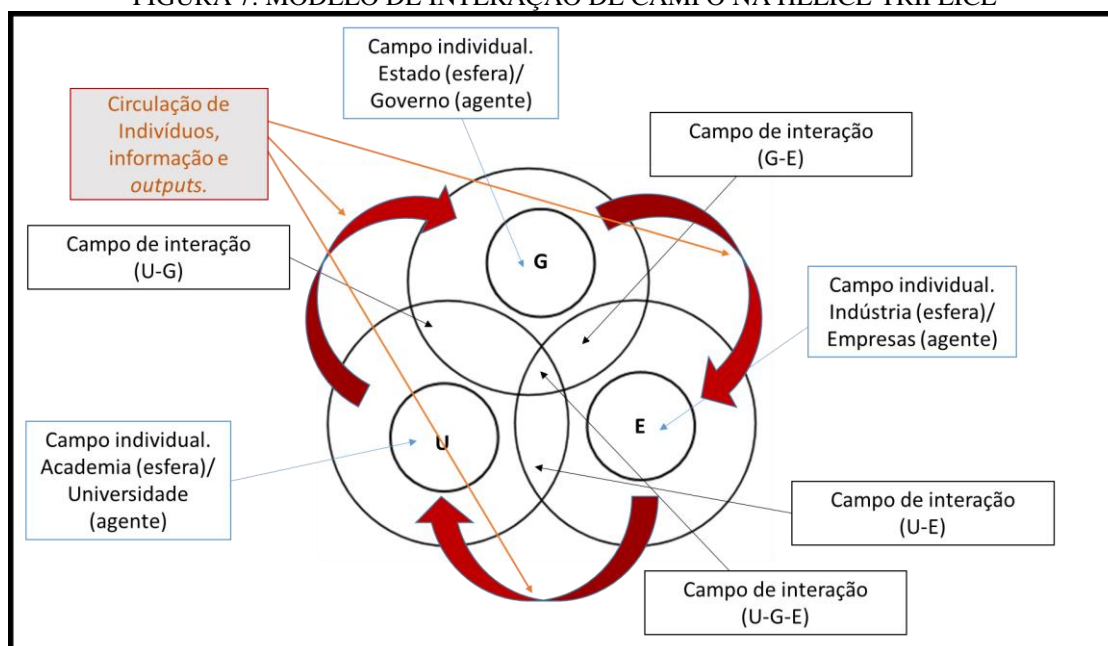 FIGURA 7. MODELO DE INTERAÇÃO DE CAMPO NA HÉLICE TRÍPLICE
Campo individual.
Estado (esfera)/
Governo (agente)
Circulação de
Indivíduos,
informação e
outputs.
Campo de interação
(G-E)
Campo de interação
(U-G)
G
Campo individual.
Indústria (esfera)/
Empresas (agente)
E
U
Campo individual.
Academia (esfera)/
Universidade
(agente)
Campo de interação
(U-E)
Campo de interação
(U-G-E)